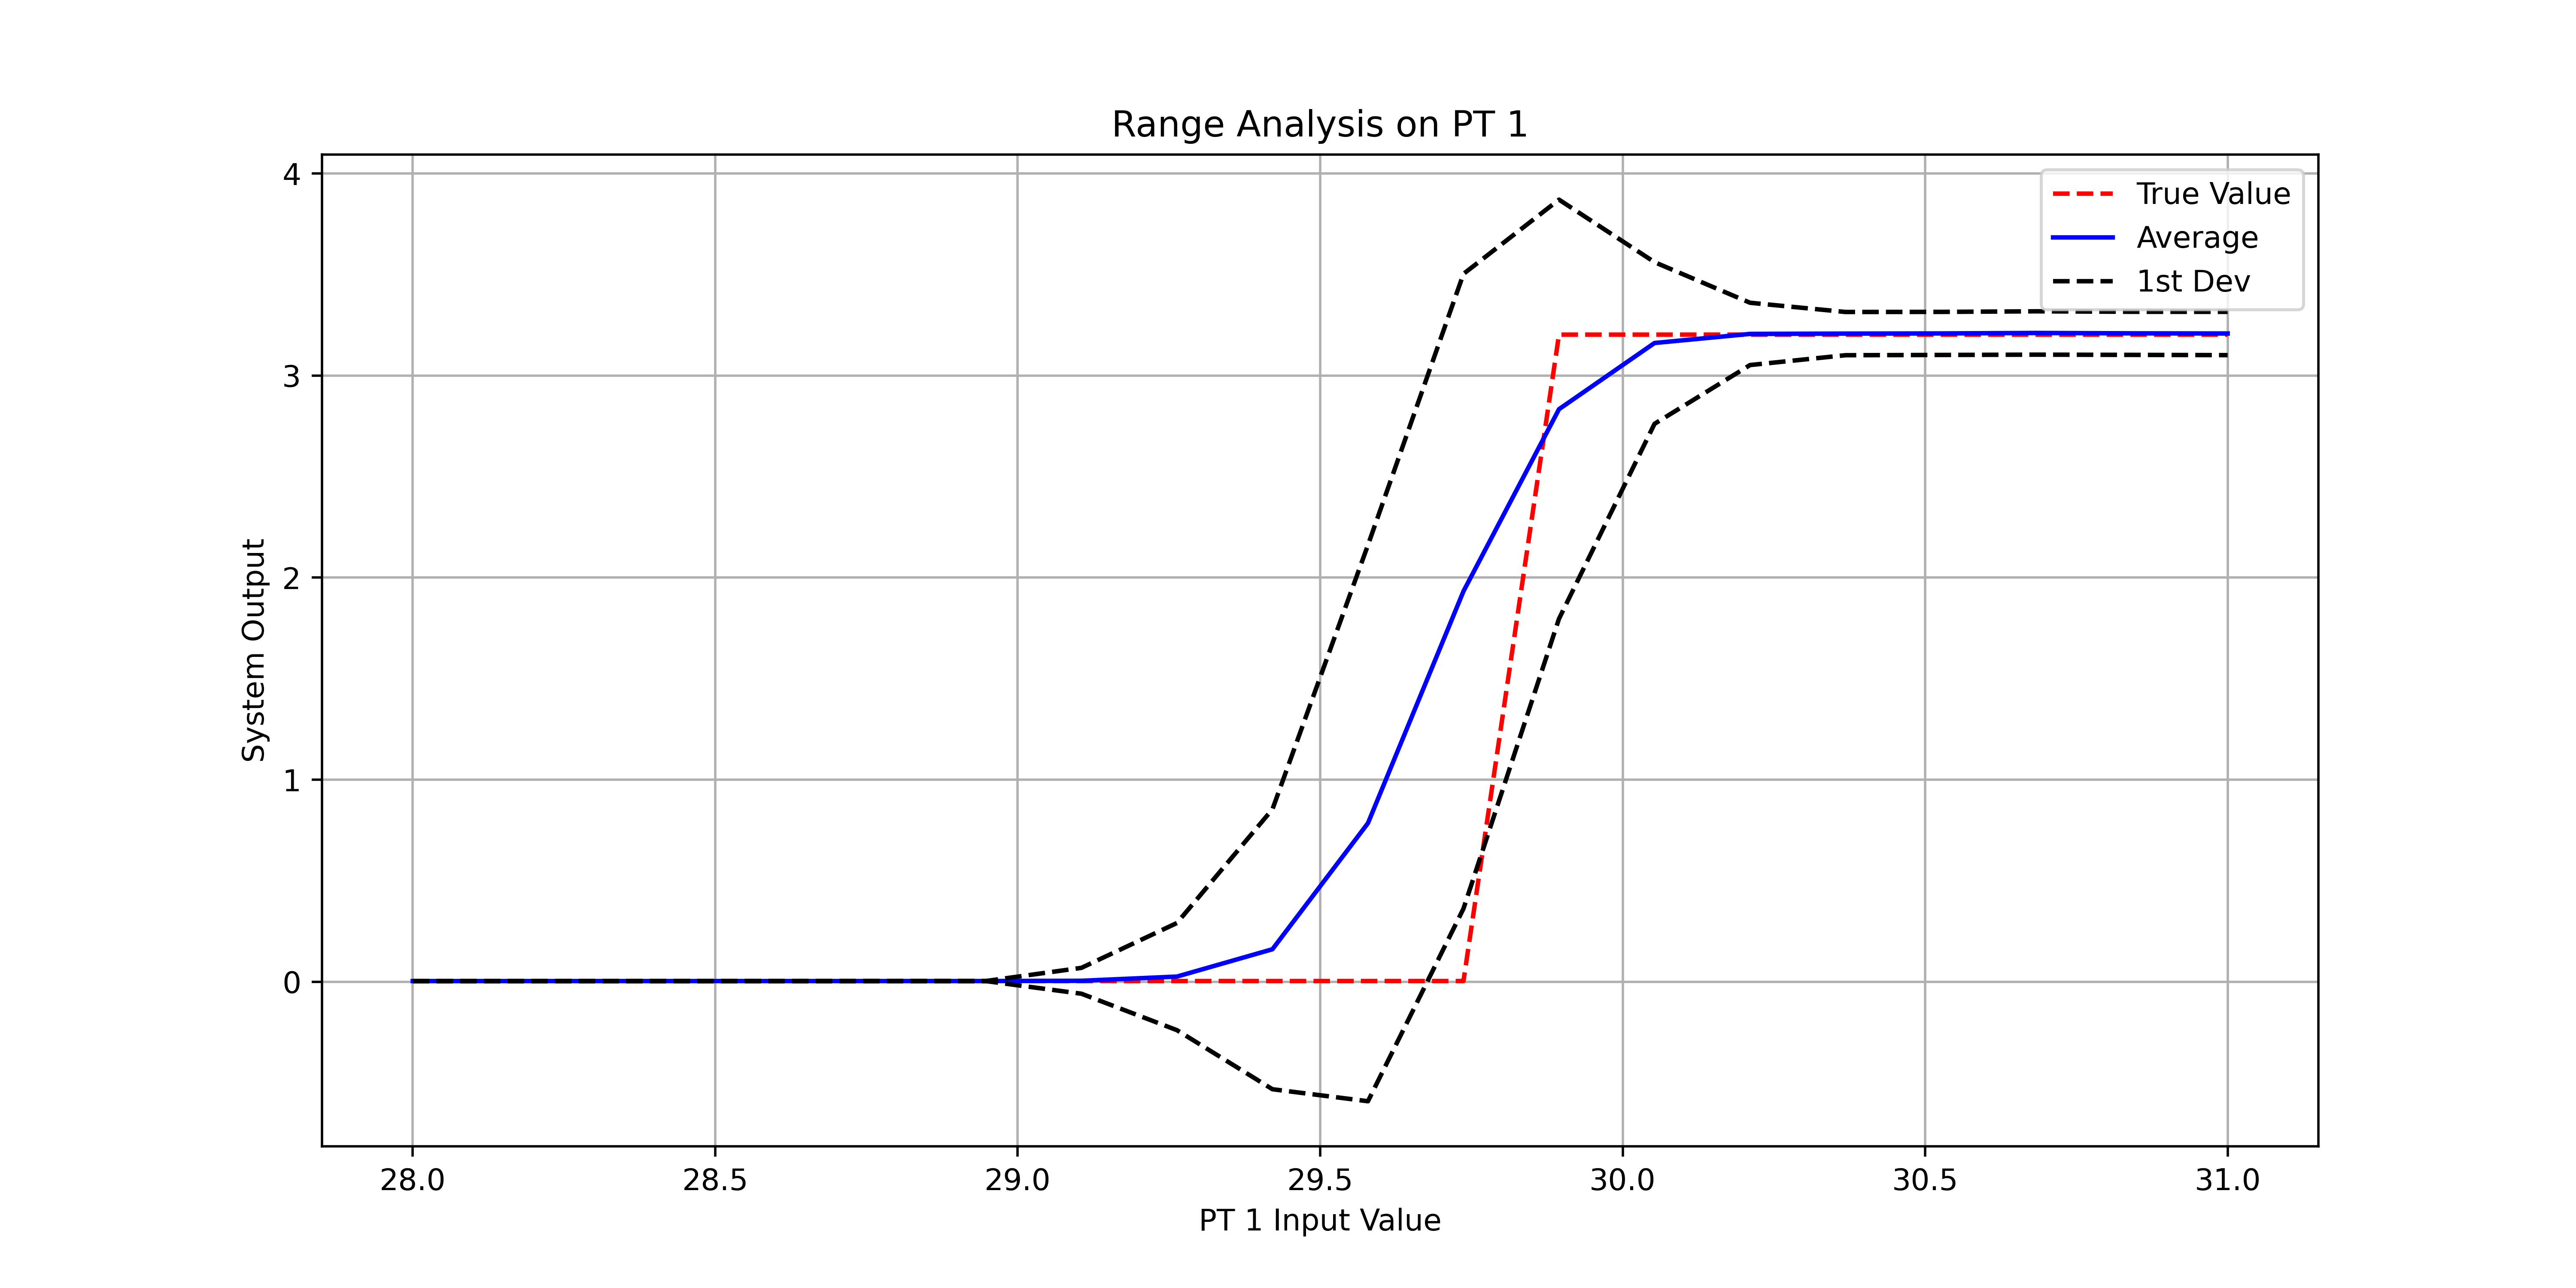 Range Analysis on PT 1
4
3
2
1
0
System Output
True Value
Average
1st Dev
28.0 28.5 29.0 29.5 30.0 30.5 31.0
PT 1 Input Value